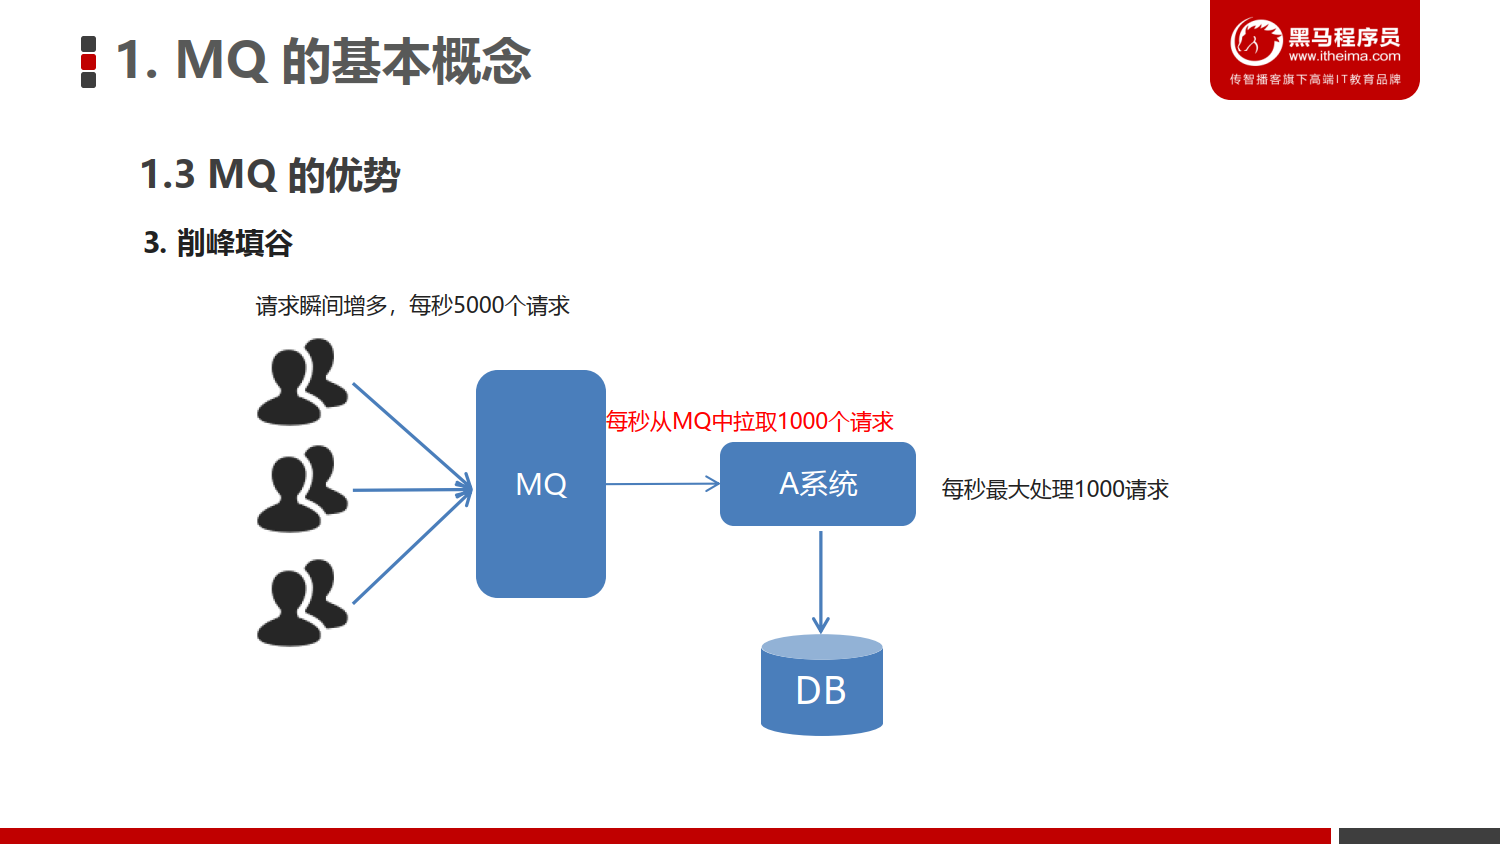 1. MQ 的基本概念
黑马程序员
www.itheima.com
传智播客旗下高端IT教育品牌
1.3 MQ 的优势
3. 削峰填谷
请求瞬间增多，每秒5000个请求
每秒从MQ中拉取1000个请求
MQ
A系统
每秒最大处理1000请求
DB